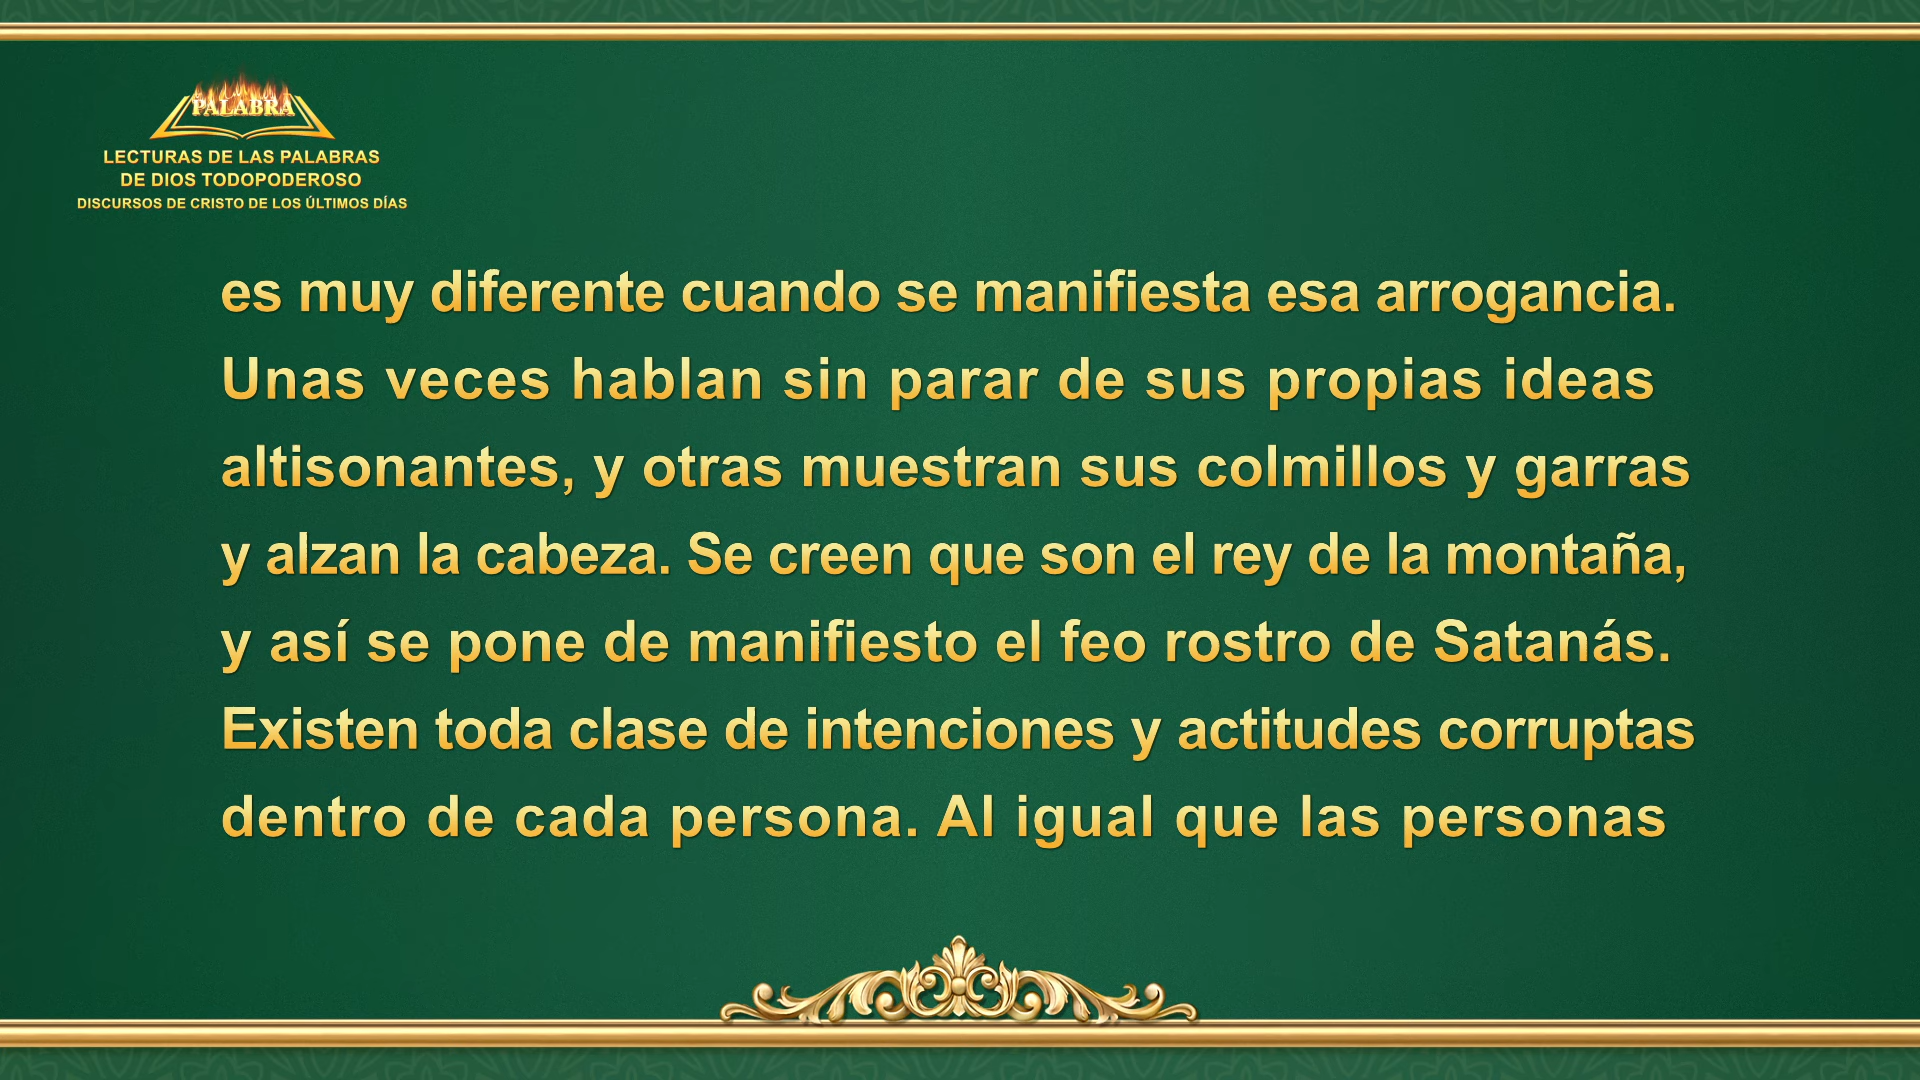 PALABRA
LECTURAS DE LAS PALABRAS
DE DIOS TODOPODEROSO
DISCURSOS DE CRISTO DE LOS ÚLTIMOS DÍAS
es muy diferente cuando se manifiesta esa arrogancia.
Unas veces hablan sin parar de sus propias ideas
altisonantes, y otras muestran sus colmillos y garras
y alzan la cabeza. Se creen que son el rey de la montaña,
y así se pone de manifiesto el feo rostro de Satanás.
Existen toda clase de intenciones y actitudes corruptas
dentro de cada persona. Al igual que las personas